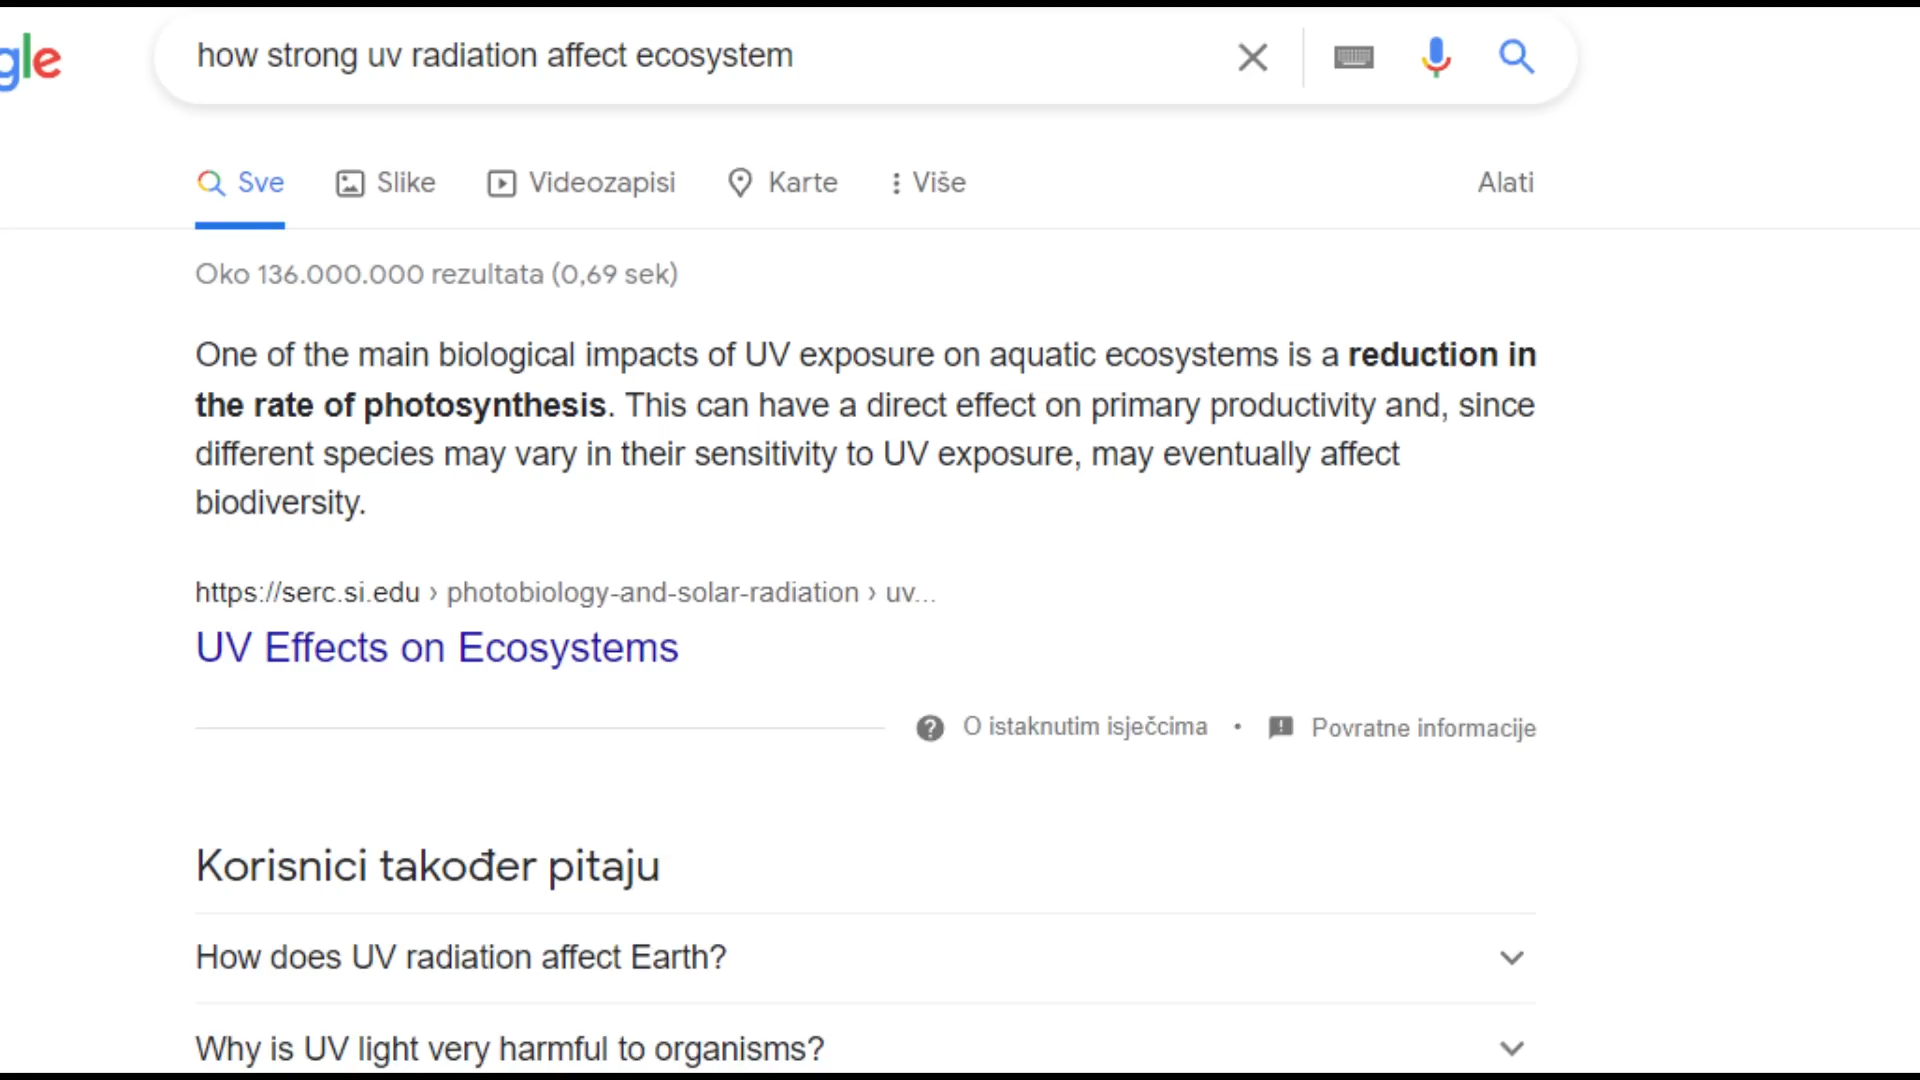 gle
how strong uv radiation affect ecosystem
Sve Slike Videozapisi Karte Više Alati
Oko 136.000.000 rezultata (0,69 sek)
One of the main biological impacts of UV exposure on aquatic ecosystems is a reduction in
the rate of photosynthesis. This can have a direct effect on primary productivity and, since
different species may vary in their sensitivity to UV exposure, may eventually affect
biodiversity.
https://serc.si.edu › photobiology-and-solar-radiation › uv...
UV Effects on Ecosystems
O istaknutim isječcima • Povratne informacije
Korisnici također pitaju
How does UV radiation affect Earth?
Why is UV light very harmful to organisms?